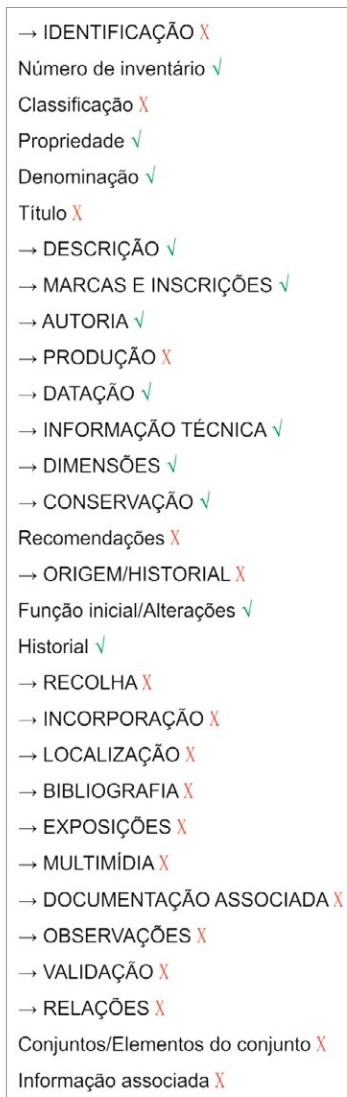 → IDENTIFICAÇÃO X
Número de inventário √
Classificação X
Propriedade √
Denominação √
Título X
→ DESCRIÇÃO √
→ MARCAS E INSCRIÇÕES √
→ AUTORIA √
→ PRODUÇÃO X
→ DATAÇÃO √
→ INFORMAÇÃO TÉCNICA √
→ DIMENSÕES √
→ CONSERVAÇÃO √
Recomendações X
→ ORIGEM/HISTORIAL X
Função inicial/Alterações √
Historial √
→ RECOLHA X
→ INCORPORAÇÃO X
→ LOCALIZAÇÃO X
→ BIBLIOGRAFIA X
→ EXPOSIÇÕES X
→ MULTIMÍDIA X
→ DOCUMENTAÇÃO ASSOCIADA X
→ OBSERVAÇÕES X
→ VALIDAÇÃO X
→ RELAÇÕES X
Conjuntos/Elementos do conjunto X
Informação associada X